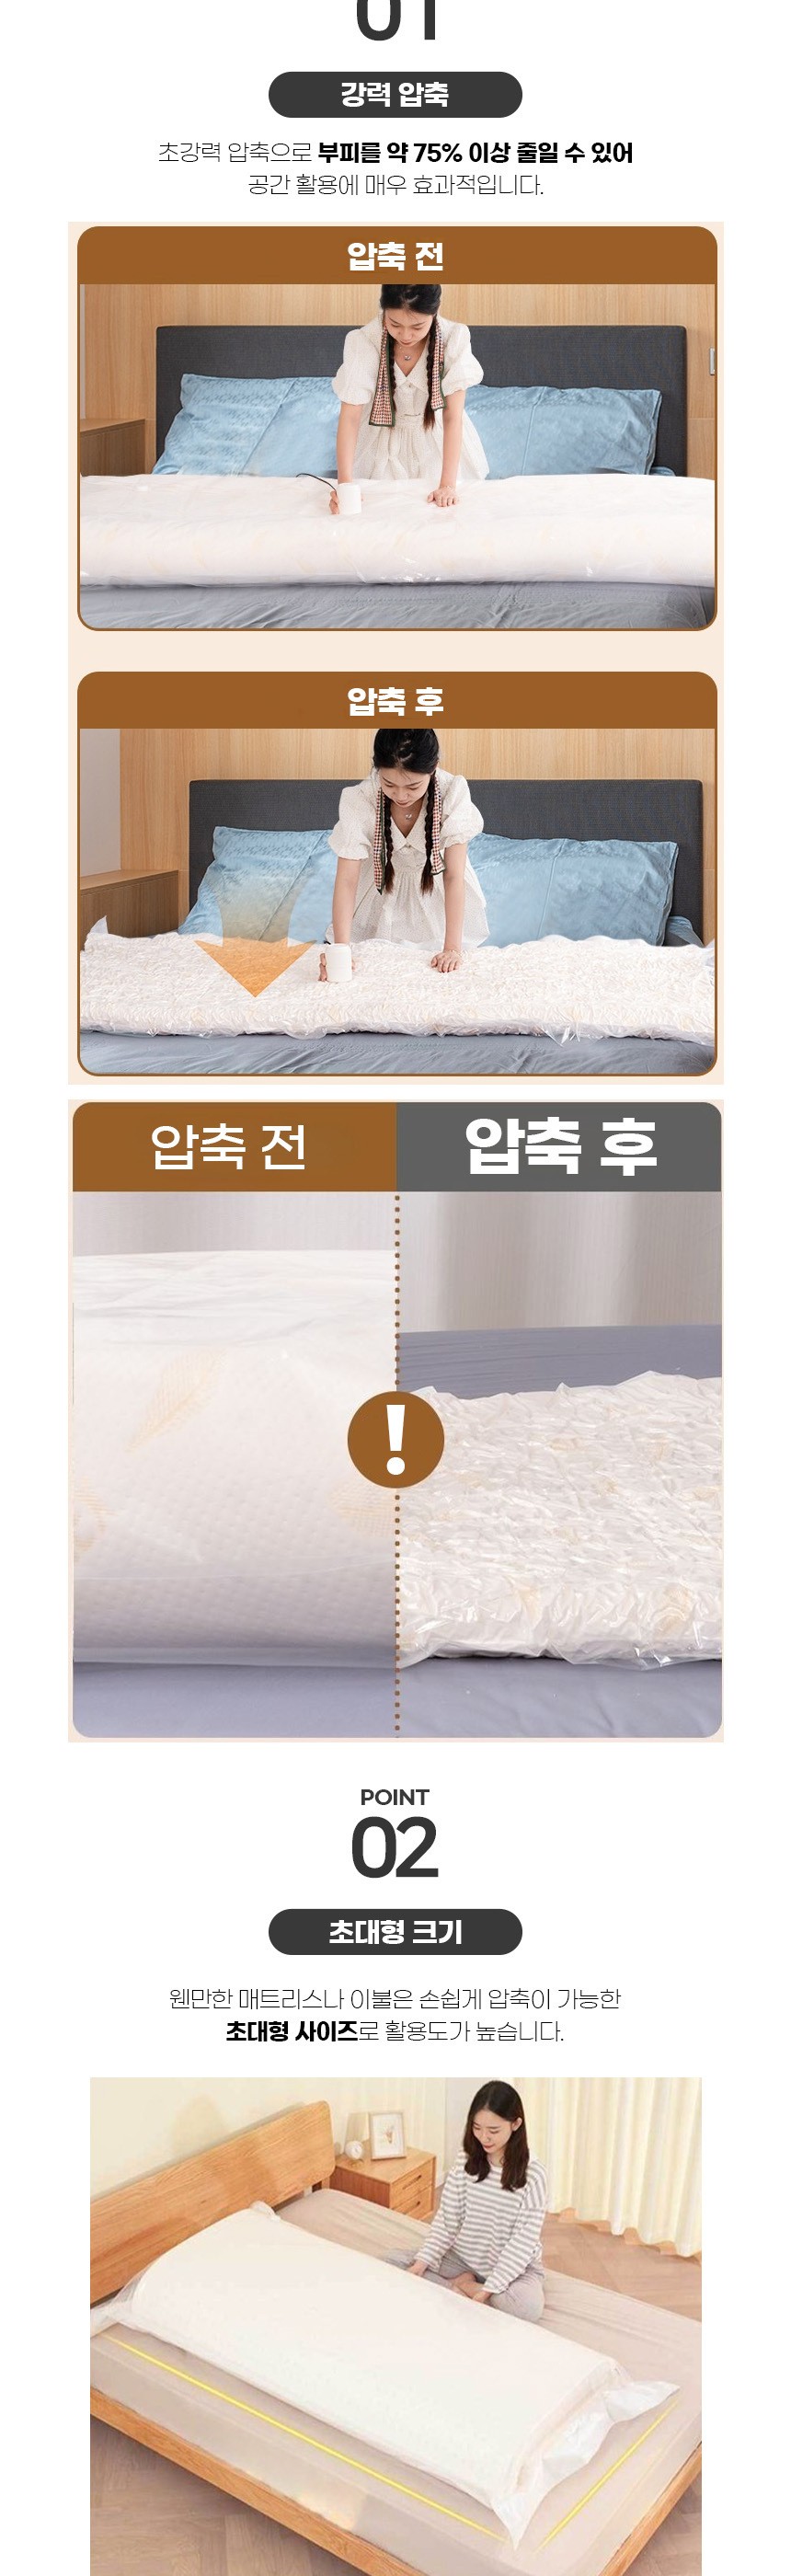 01
강력 압축
초강력 압축으로 부피를 약 75% 이상 줄일 수 있어
공간 활용에 매우 효과적입니다.
압축 전
압축 후
압축 전
압축 후
!
POINT
02
초대형 크기
웬만한 매트리스나 이불은 손쉽게 압축이 가능한
초대형 사이즈로 활용도가 높습니다.